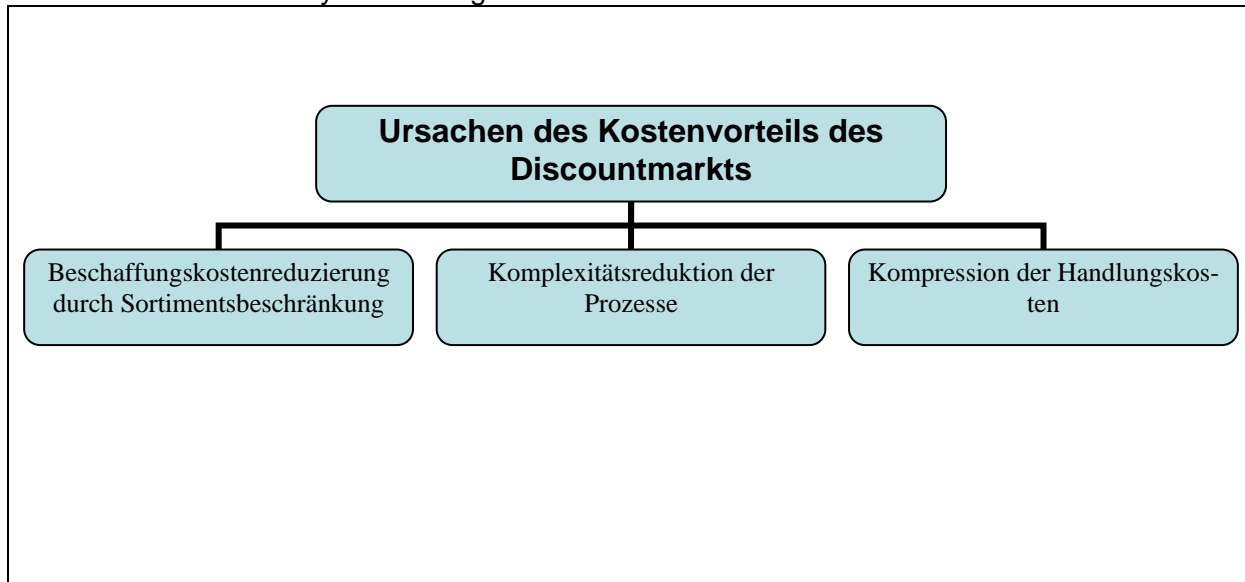 Ursachen des Kostenvorteils des
Discountmarkts
Beschaffungskostenreduzierung
durch Sortimentsbeschränkung
Komplexitätsreduktion der
Prozesse
Kompression der Handlungskos-
ten